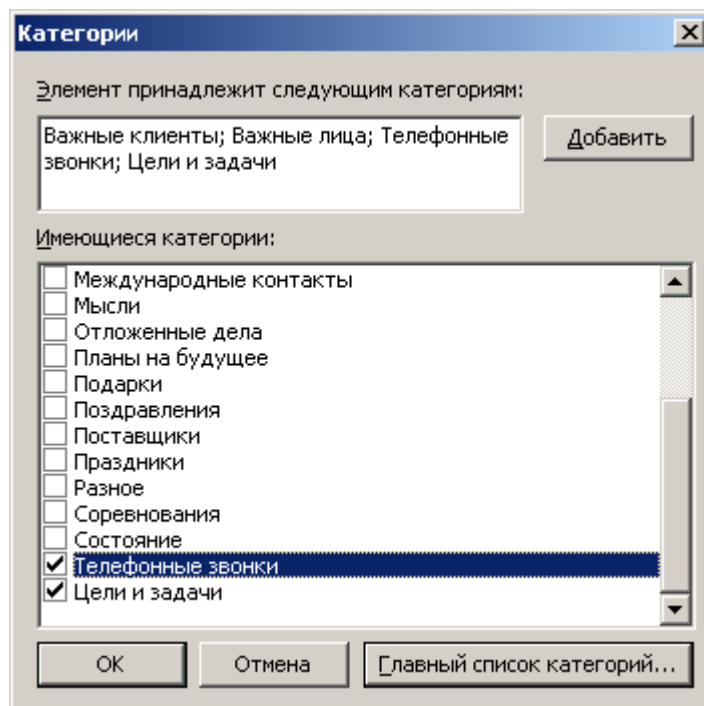 Категории
Элемент принадлежит следующим категориям:
Важные клиенты; Важные лица; Телефонные
звонки; Цели и задачи
Добавить
Имеющиеся категории:
Международные контакты
Мысли
Отложенные дела
Планы на будущее
Подарки
Поздравления
Поставщики
Праздники
Разное
Соревнования
Состояние
Телефонные звонки
Цели и задачи
ОК
Отмена
Главный список категорий...